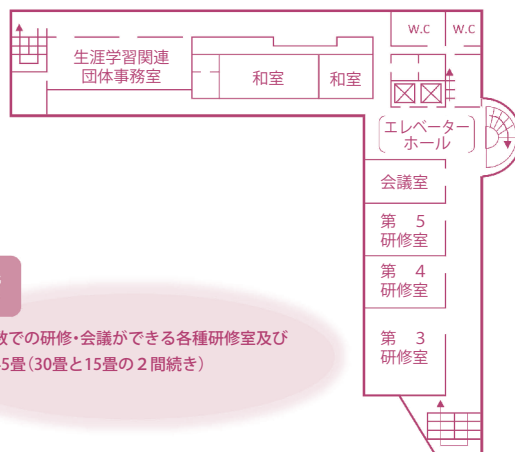 W.C W.C
生涯学習関連
団体事務室
和室 和室
エレベーター
ホール
会議室
第 5
研修室
第 4
研修室
第 3
研修室
数での研修・会議ができる各種研修室及び
5畳(30畳と15畳の2間続き)